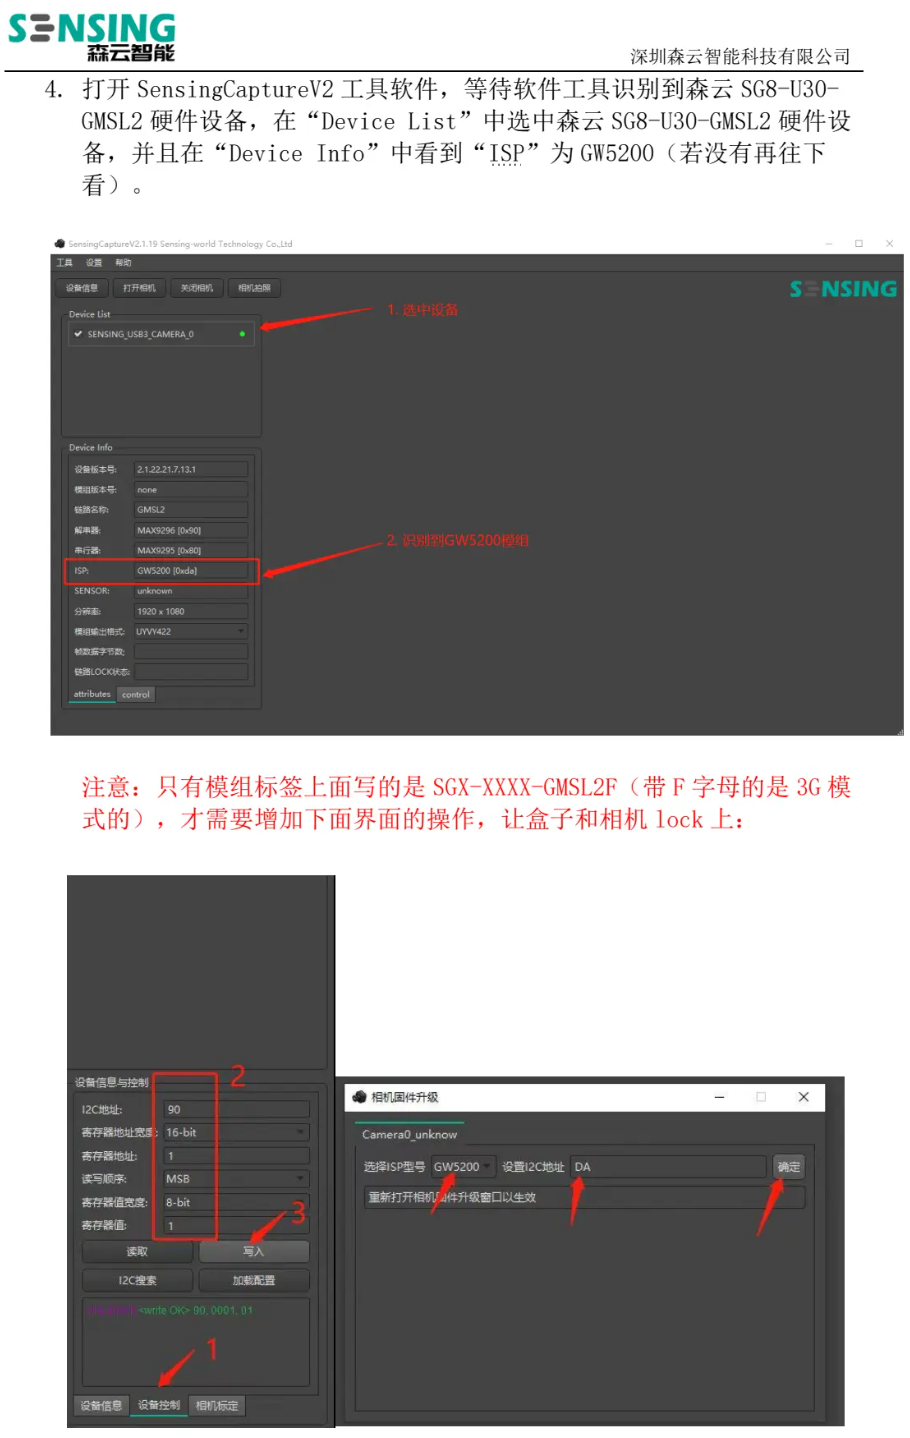 SENSING
森云智能
深圳森云智能科技有限公司
4. 打开 SensingCaptureV2 工具软件，等待软件工具识别到森云 SG8-U30-
GMSL2 硬件设备，在“Device List”中选中森云 SG8-U30-GMSL2 硬件设
备，并且在“Device Info”中看到“ISP”为 GW5200（若没有再往下
看）。
SensingCaptureV2.1.19 Sensing-world Technology Co.,Ltd
工具 设置 帮助
设备信息 打开相机 关闭相机 相机拍照
SENSING
Device List
1. 选中设备
SENSING_USB3_CAMERA_0
Device Info
设备版本号: 2.1.22.21.7.13.1
模组版本号: none
链路名称: GMSL2
解串器: MAX9296 [0x90]
2. 识别到GW5200模组
串行器: MAX9295 [0x80]
ISP: GW5200 [0xda]
SENSOR: unknown
分辨率: 1920 x 1080
模组输出格式: UYVY422
帧数据字节数:
链路LOCK状态:
attributes control
注意：只有模组标签上面写的是 SGX-XXXX-GMSL2F（带 F 字母的是 3G 模
式的），才需要增加下面界面的操作，让盒子和相机 lock 上：
设备信息与控制
2
I2C地址: 90
寄存器地址宽度: 16-bit
寄存器地址: 1
读写顺序: MSB
寄存器值宽度: 8-bit
寄存器值: 1
3
读取 写入
I2C搜索 加载配置
<write OK> 90, 0001, 01
1
设备信息 设备控制 相机标定
相机固件升级
Camera0_unknow
选择ISP型号 GW5200 设置I2C地址 DA 确定
重新打开相机固件升级窗口以生效